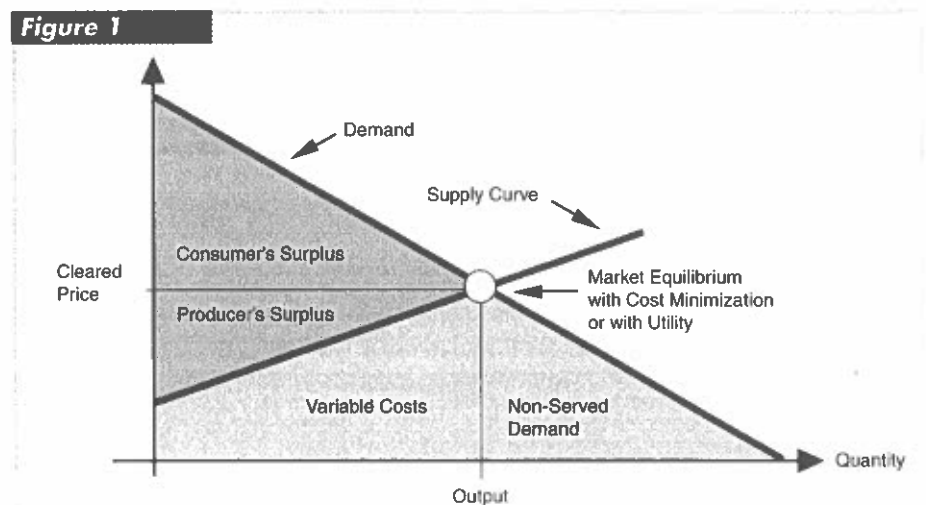 Figure 1
Demand
Supply Curve
Consumer's Surplus
Cleared
Price
Market Equilibrium
with Cost Minimization
or with Utility
Producer's Surplus
Variable Costs
Non-Served
Demand
Quantity
Output